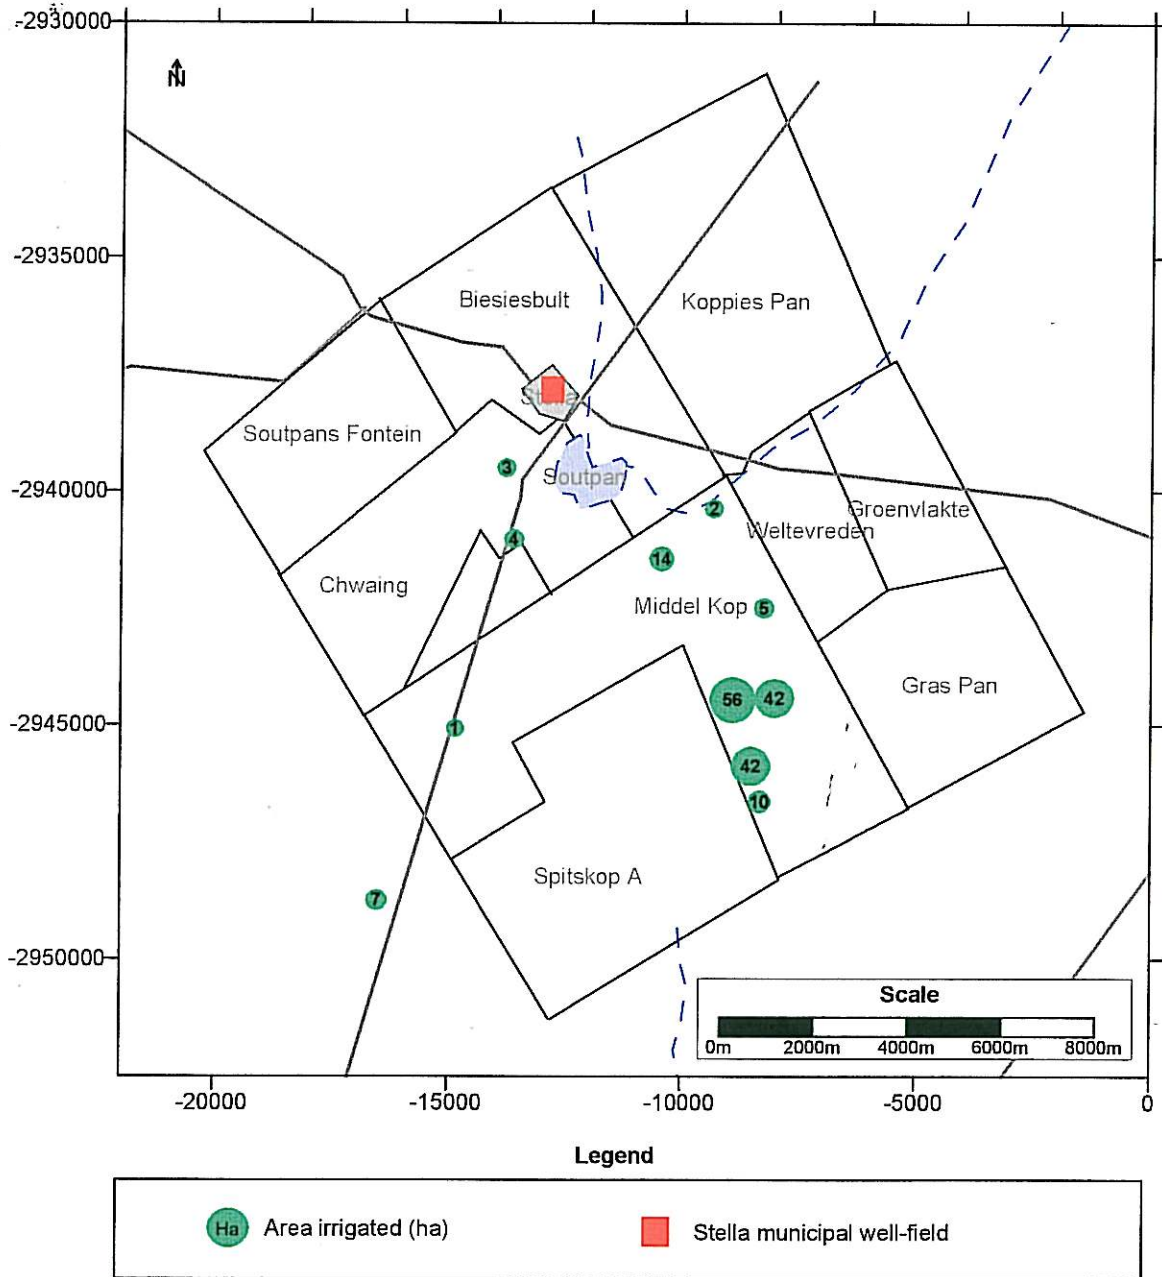 -2930000
N
-2935000
Biesiesbult
Koppies Pan
Stella
Soutpans Fontein
3
Soutpan
-2940000
2
Groenvlakte
Weltevreden
4
14
Chwaing
Middel Kop
5
Gras Pan
56
42
-2945000
1
42
10
Spitskop A
7
-2950000
Scale
0m 2000m 4000m 6000m 8000m
-20000 -15000 -10000 -5000 0
Legend
Ha Area irrigated (ha)
Stella municipal well-field